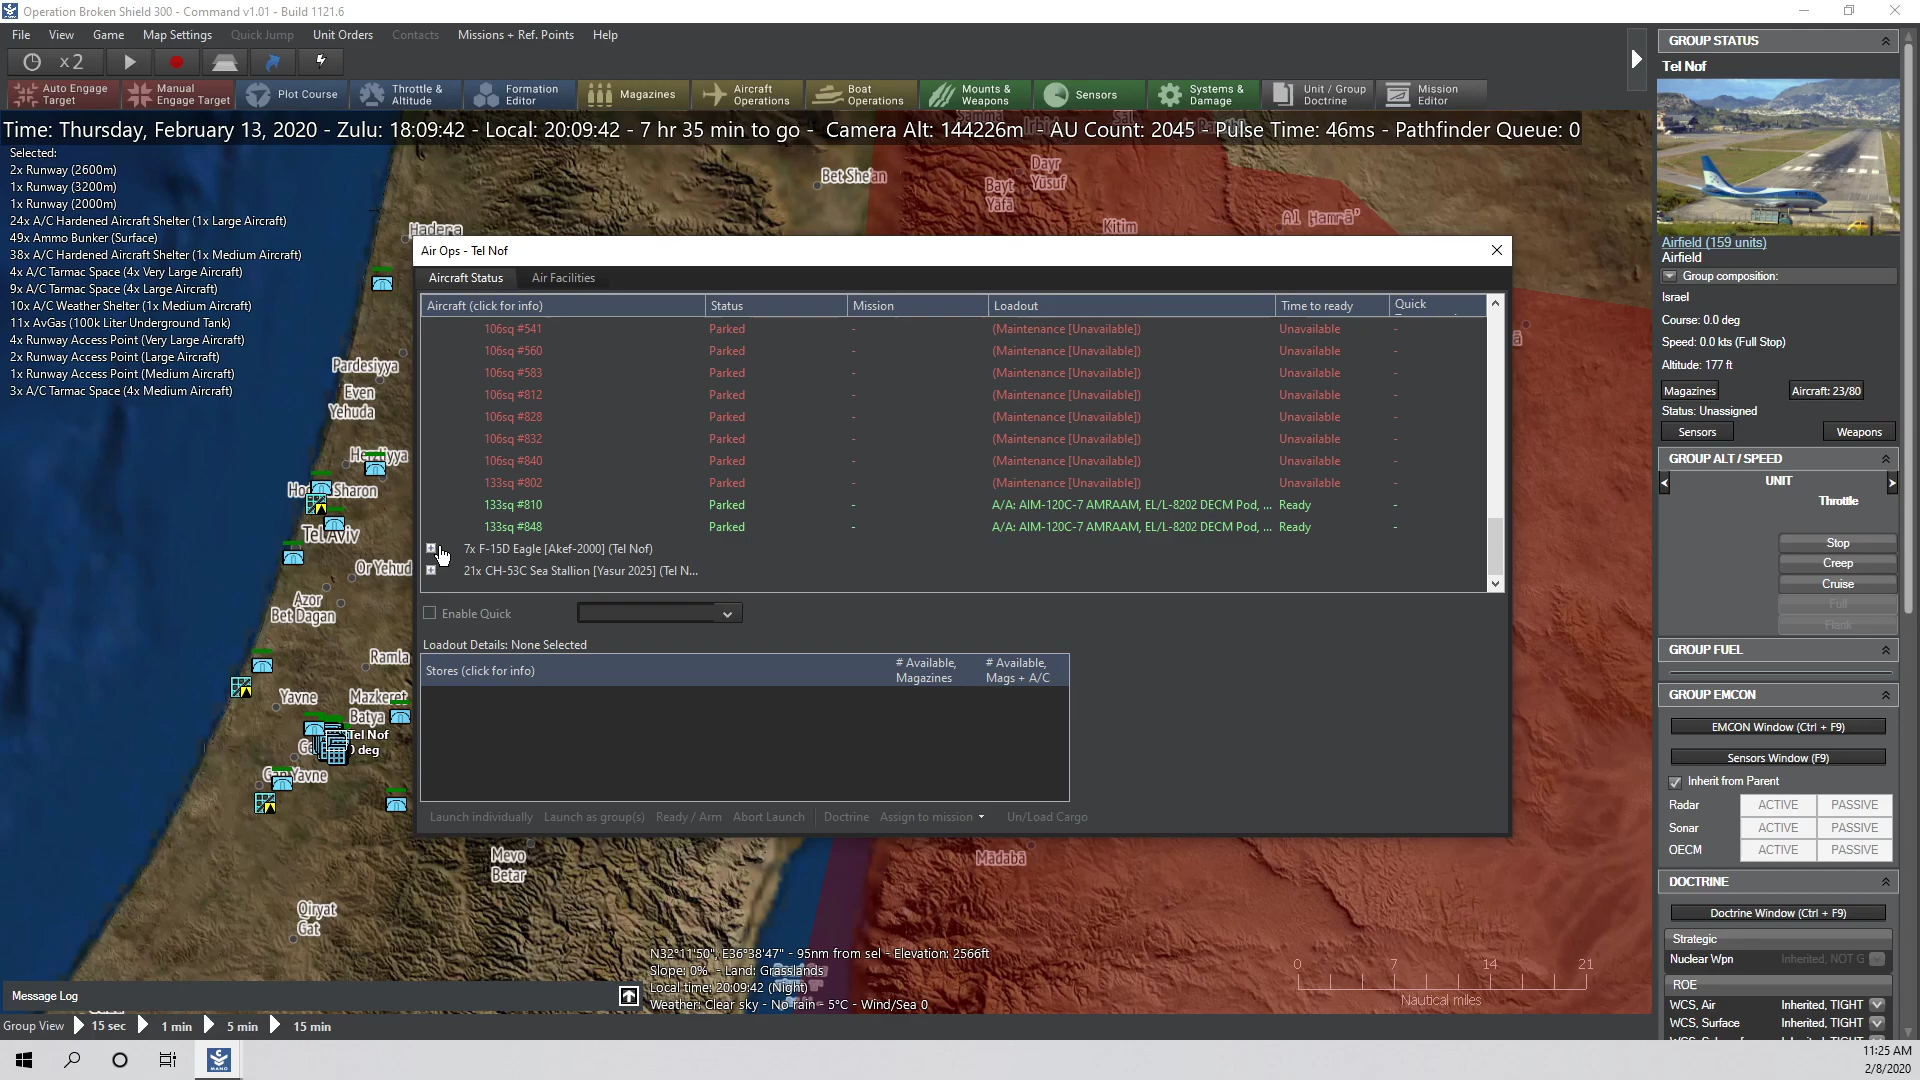 Operation Broken Shield 300 - Command v1.01 - Build 1121.6
File View Game Map Settings Quick Jump Unit Orders Contacts Missions + Ref. Points Help
x 2
Auto Engage Target
Manual Engage Target
Plot Course
Throttle & Altitude
Formation Editor
Magazines
Aircraft Operations
Boat Operations
Mounts & Weapons
Sensors
Systems & Damage
Unit / Group Doctrine
Mission Editor
Time: Thursday, February 13, 2020 - Zulu: 18:09:42 - Local: 20:09:42 - 7 hr 35 min to go - Camera Alt: 144226m - AU Count: 2045 - Pulse Time: 46ms - Pathfinder Queue: 0
Selected:
2x Runway (2600m)
1x Runway (3200m)
1x Runway (2000m)
24x A/C Hardened Aircraft Shelter (1x Large Aircraft)
49x Ammo Bunker (Surface)
38x A/C Hardened Aircraft Shelter (1x Medium Aircraft)
4x A/C Tarmac Space (4x Very Large Aircraft)
9x A/C Tarmac Space (4x Large Aircraft)
10x A/C Weather Shelter (1x Medium Aircraft)
11x AvGas (100k Liter Underground Tank)
4x Runway Access Point (Very Large Aircraft)
2x Runway Access Point (Large Aircraft)
1x Runway Access Point (Medium Aircraft)
3x A/C Tarmac Space (4x Medium Aircraft)
Bet She'an
Dayr Yusuf
Bayt Yafa
Kitim
Al Hamra'
Hadera
Pardesiyya
Even Yehuda
Herzliyya
Sharon
Tel Aviv
Or Yehud
Azor
Bet Dagan
Ramla
Yavne
Mazkeret Batya
Tel Nof
0 deg
Gan Yavne
Mevo Betar
Qiryat Gat
Madaba
Air Ops - Tel Nof
Aircraft Status Air Facilities
Aircraft (click for info) Status Mission Loadout Time to ready Quick
106sq #541 Parked - (Maintenance [Unavailable]) Unavailable -
106sq #560 Parked - (Maintenance [Unavailable]) Unavailable -
106sq #583 Parked - (Maintenance [Unavailable]) Unavailable -
106sq #812 Parked - (Maintenance [Unavailable]) Unavailable -
106sq #828 Parked - (Maintenance [Unavailable]) Unavailable -
106sq #832 Parked - (Maintenance [Unavailable]) Unavailable -
106sq #840 Parked - (Maintenance [Unavailable]) Unavailable -
133sq #802 Parked - (Maintenance [Unavailable]) Unavailable -
133sq #810 Parked - A/A: AIM-120C-7 AMRAAM, EL/L-8202 DECM Pod, ... Ready -
133sq #848 Parked - A/A: AIM-120C-7 AMRAAM, EL/L-8202 DECM Pod, ... Ready -
7x F-15D Eagle [Akef-2000] (Tel Nof)
21x CH-53C Sea Stallion [Yasur 2025] (Tel N...
Enable Quick
Loadout Details: None Selected
Stores (click for info) # Available, Magazines # Available, Mags + A/C
Launch individually Launch as group(s) Ready / Arm Abort Launch Doctrine Assign to mission Un/Load Cargo
N32°11'50", E36°38'47" - 95nm from sel - Elevation: 2566ft
Slope: 0% - Land: Grasslands
Local time: 20:09:42 (Night)
Weather: Clear sky - No rain - 5°C - Wind/Sea 0
0 7 14 21
Nautical miles
Message Log
Group View 15 sec 1 min 5 min 15 min
GROUP STATUS
Tel Nof
Airfield (159 units)
Airfield
Group composition:
Israel
Course: 0.0 deg
Speed: 0.0 kts (Full Stop)
Altitude: 177 ft
Magazines Aircraft: 23/80
Status: Unassigned
Sensors Weapons
GROUP ALT / SPEED
UNIT
Throttle
Stop
Creep
Cruise
Full
Flank
GROUP FUEL
GROUP EMCON
EMCON Window (Ctrl + F9)
Sensors Window (F9)
Inherit from Parent
Radar ACTIVE PASSIVE
Sonar ACTIVE PASSIVE
OECM ACTIVE PASSIVE
DOCTRINE
Doctrine Window (Ctrl + F9)
Strategic
Nuclear Wpn Inherited, NOT G
ROE
WCS, Air Inherited, TIGHT
WCS, Surface Inherited, TIGHT
MANO
11:25 AM
2/8/2020